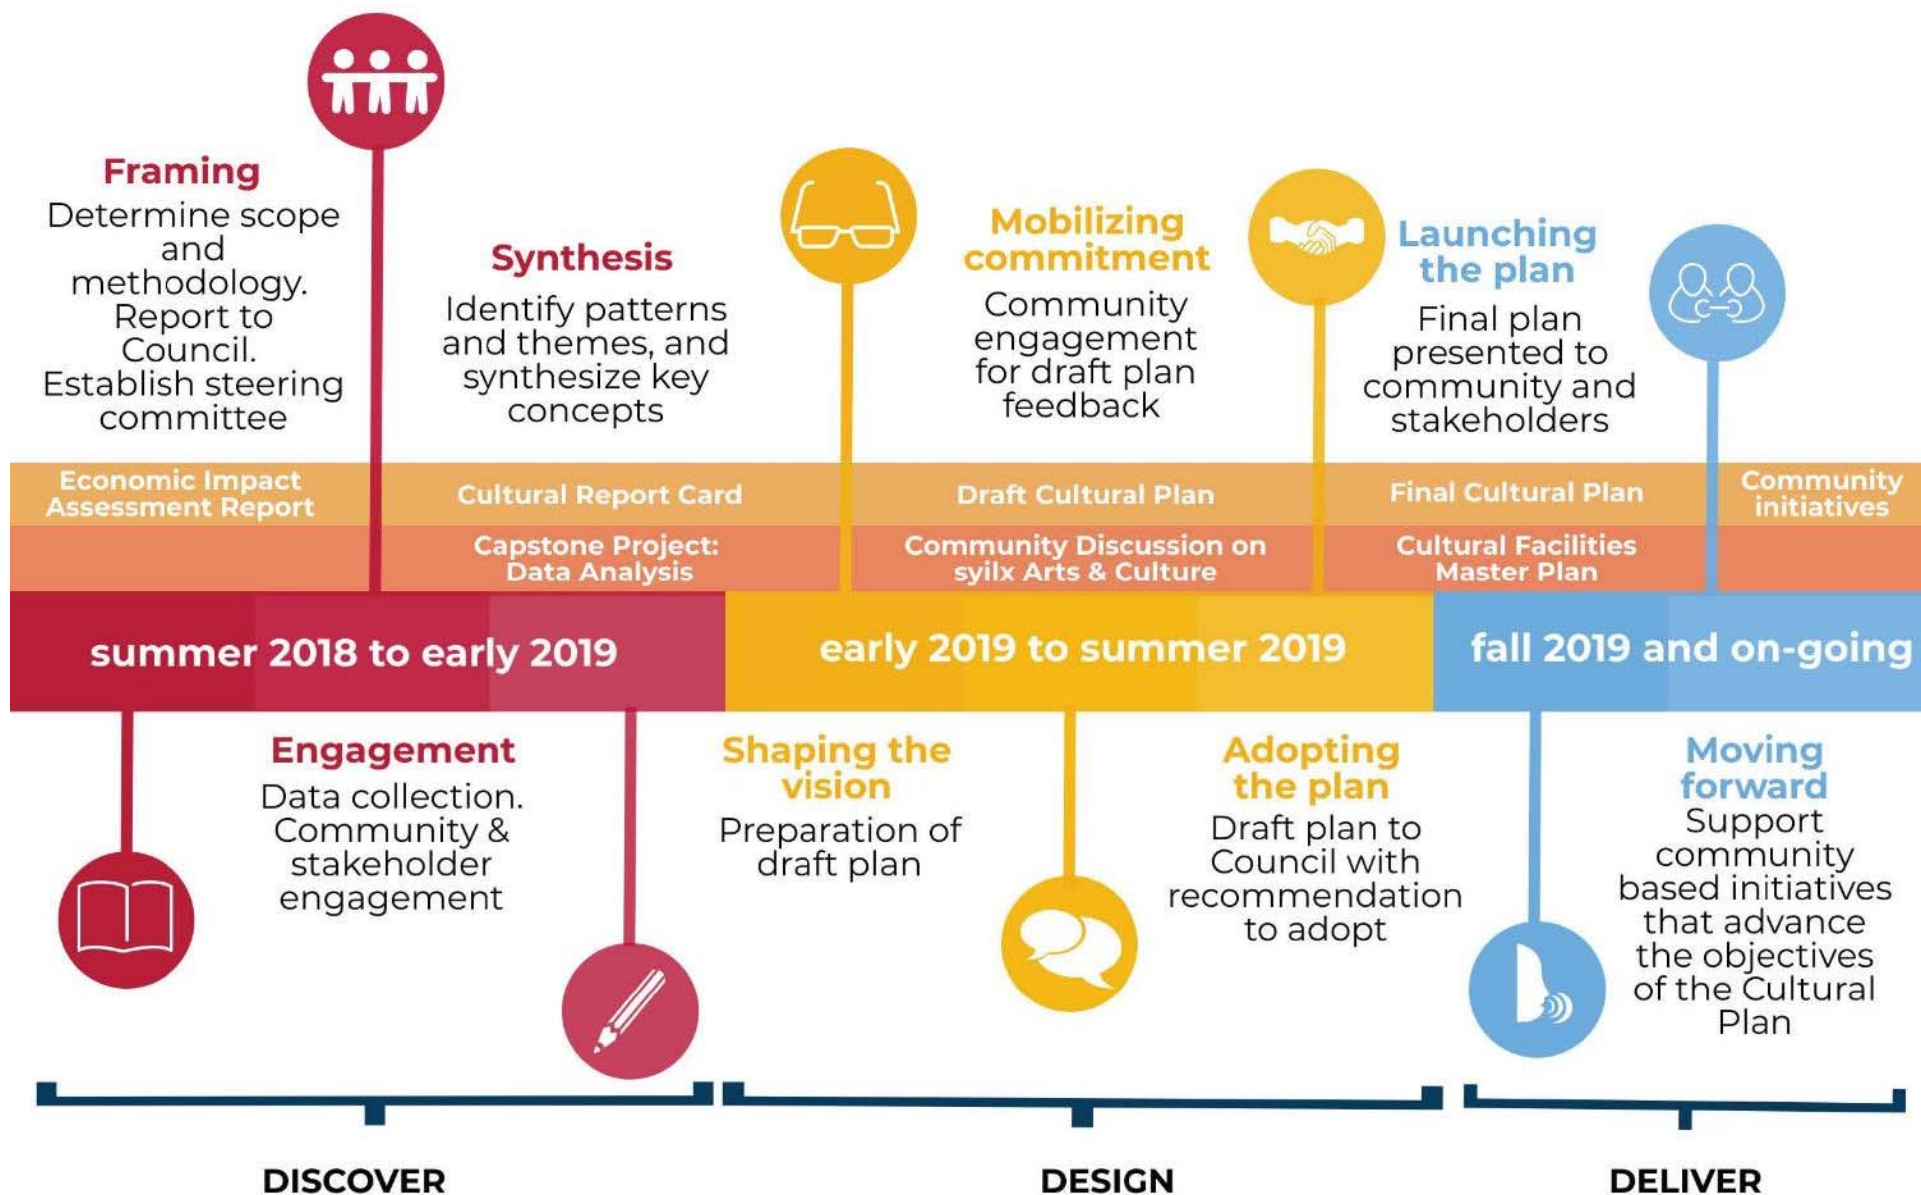 Framing
Determine scope
and
methodology.
Report to
Council.
Establish steering
committee
Synthesis
Identify patterns
and themes, and
synthesize key
concepts
Mobilizing
commitment
Community
engagement
for draft plan
feedback
Launching
the plan
Final plan
presented to
community and
stakeholders
Economic Impact
Assessment Report
Cultural Report Card
Draft Cultural Plan
Final Cultural Plan
Community
initiatives
Capstone Project:
Data Analysis
Community Discussion on
syilx Arts & Culture
Cultural Facilities
Master Plan
summer 2018 to early 2019
early 2019 to summer 2019
fall 2019 and on-going
Engagement
Data collection.
Community &
stakeholder
engagement
Shaping the
vision
Preparation of
draft plan
Adopting
the plan
Draft plan to
Council with
recommendation
to adopt
Moving
forward
Support
community
based initiatives
that advance
the objectives
of the Cultural
Plan
DISCOVER
DESIGN
DELIVER